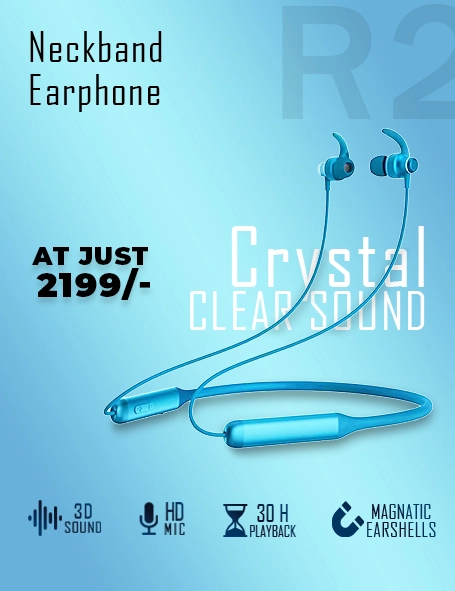 R2
Neckband
Earphone
AT JUST
2199/-
Crystal
CLEAR SOUND
3D
SOUND
HD
MIC
30 H
PLAYBACK
MAGNATIC
EARSHELLS